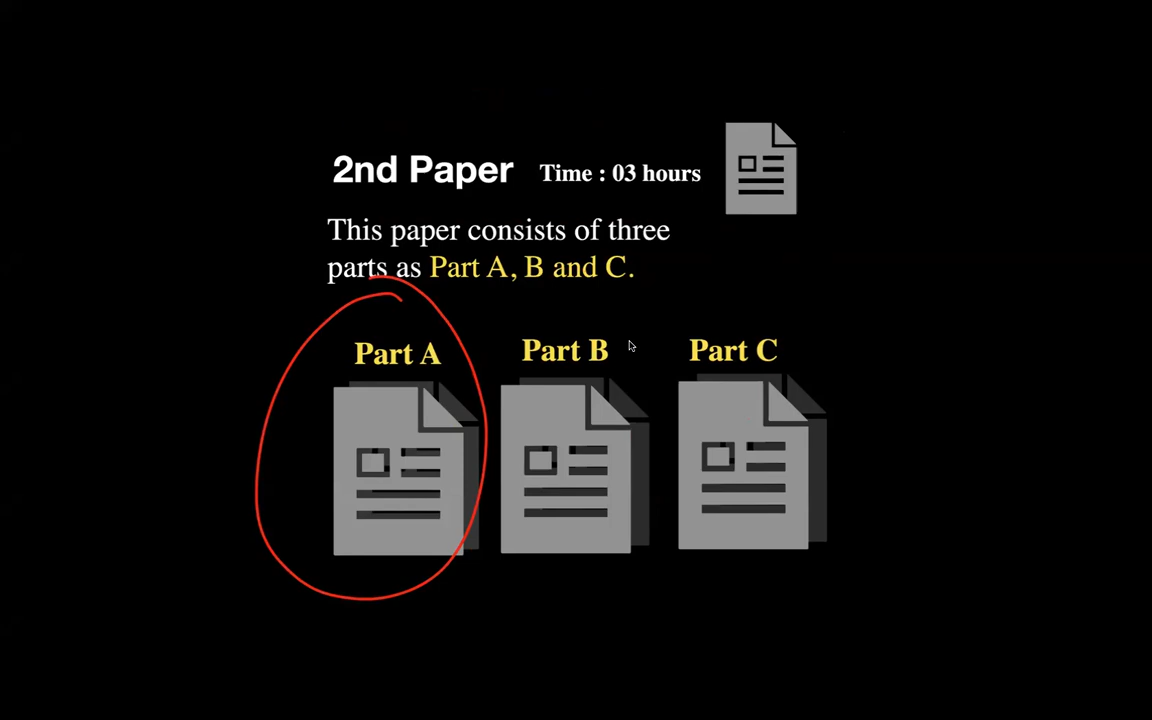 2nd Paper Time : 03 hours
This paper consists of three
parts as Part A, B and C.
Part A Part B Part C